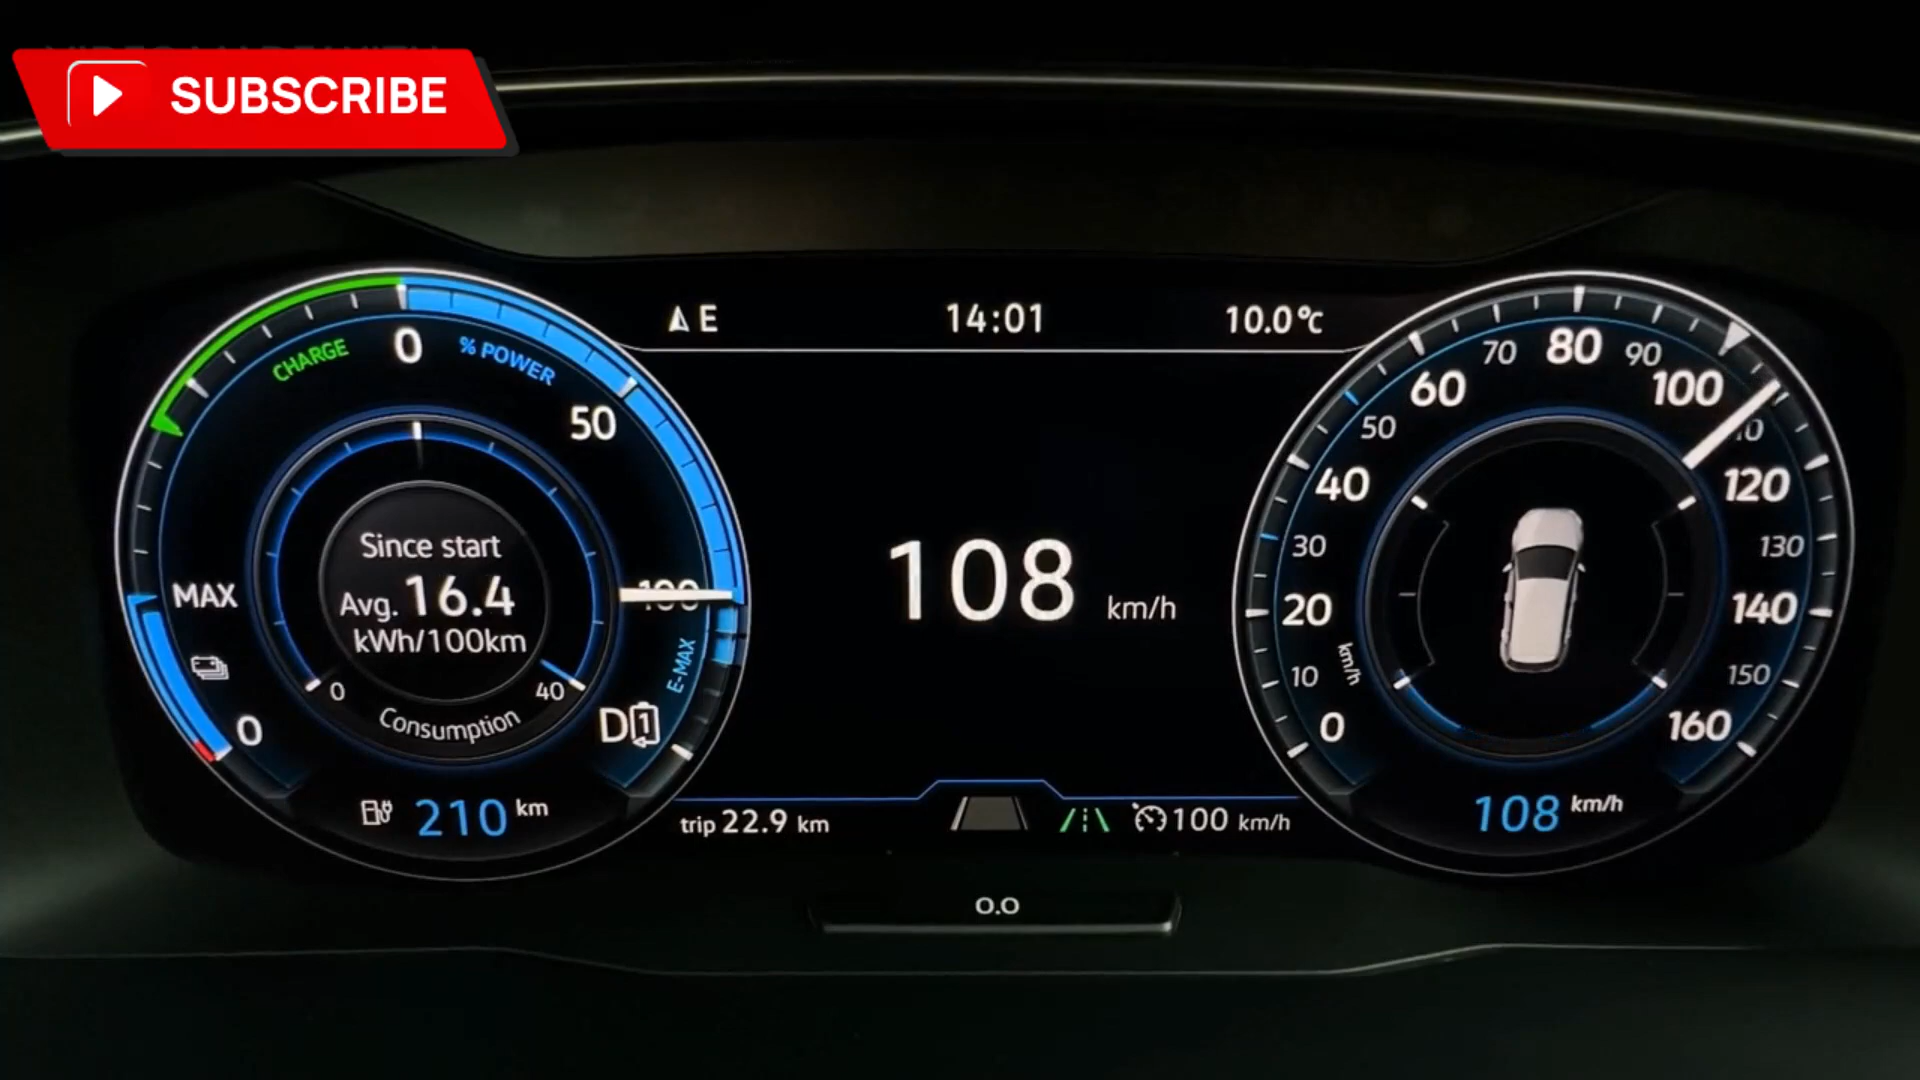 SUBSCRIBE
E
14:01
10.0°C
CHARGE
0
% POWER
50
100
E-MAX
MAX
0
Since start
Avg. 16.4
kWh/100km
0
40
Consumption
D
1
210 km
108 km/h
trip 22.9 km
100 km/h
0.0
0
10
20
30
40
50
60
70
80
90
100
120
130
140
150
160
km/h
108 km/h